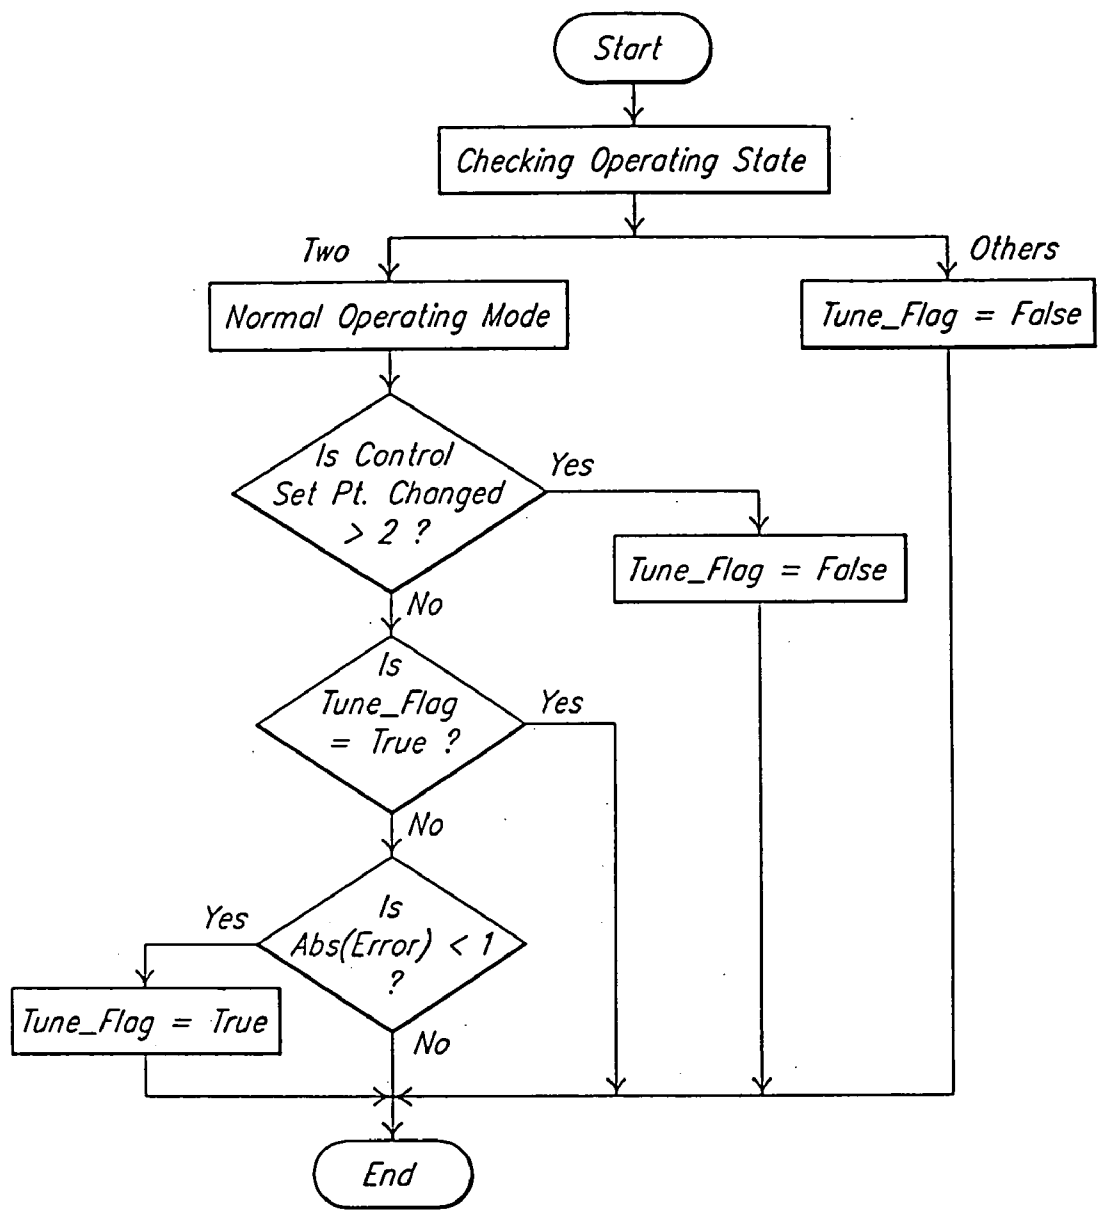 Start
Checking Operating State
Two
Others
Normal Operating Mode
Tune_Flag = False
Is Control
Set Pt. Changed
> 2 ?
Yes
Tune_Flag = False
No
Is
Tune_Flag
= True ?
Yes
No
Is
Abs(Error) < 1
?
Yes
Tune_Flag = True
No
End